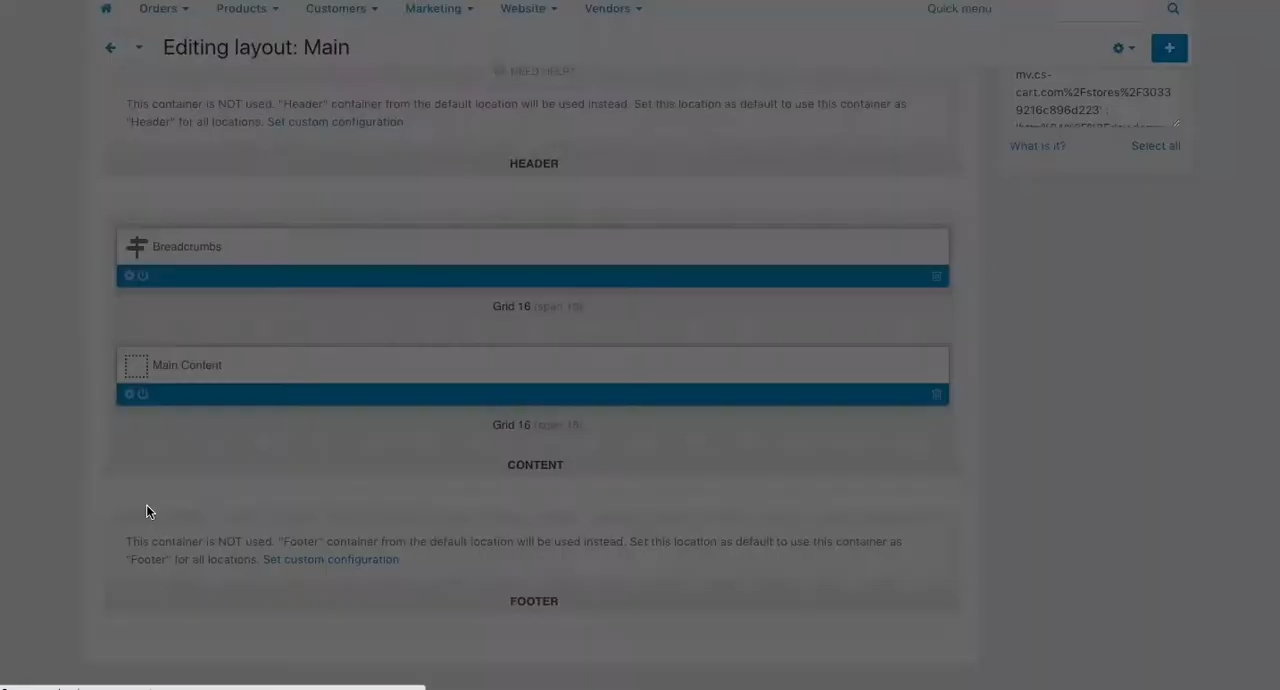 Orders Products Customers Marketing Website Vendors Quick menu
Editing layout: Main
NEED HELP?
mv.cs-
cart.com%2Fstores%2F3033
9216c896d223' :
What is it? Select all
This container is NOT used. "Header" container from the default location will be used instead. Set this location as default to use this container as
"Header" for all locations. Set custom configuration
HEADER
Breadcrumbs
Grid 16 (span 16)
Main Content
Grid 16 (span 16)
CONTENT
This container is NOT used. "Footer" container from the default location will be used instead. Set this location as default to use this container as
"Footer" for all locations. Set custom configuration
FOOTER